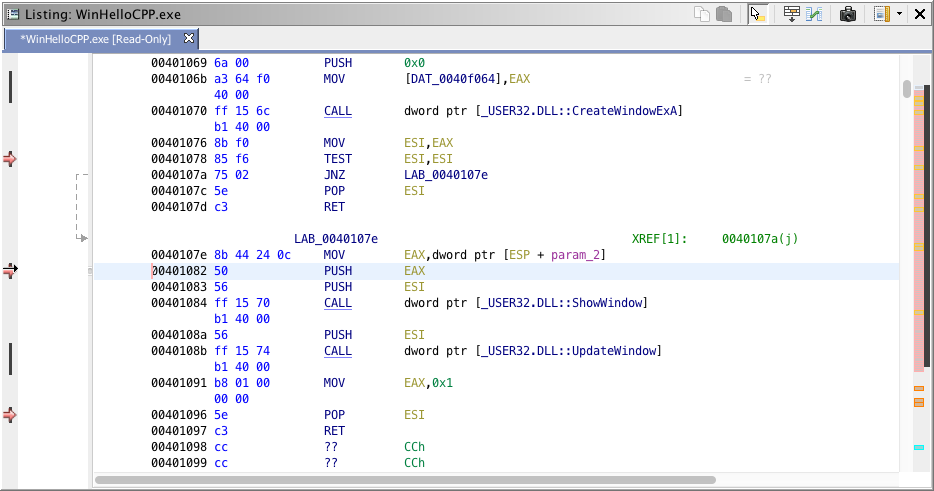 Listing: WinHelloCPP.exe
*WinHelloCPP.exe [Read-Only]
00401069 6a 00 PUSH 0x0
0040106b a3 64 f0 MOV [DAT_0040f064],EAX = ??
40 00
00401070 ff 15 6c CALL dword ptr [_USER32.DLL::CreateWindowExA]
b1 40 00
00401076 8b f0 MOV ESI,EAX
00401078 85 f6 TEST ESI,ESI
0040107a 75 02 JNZ LAB_0040107e
0040107c 5e POP ESI
0040107d c3 RET
LAB_0040107e XREF[1]: 0040107a(j)
0040107e 8b 44 24 0c MOV EAX,dword ptr [ESP + param_2]
00401082 50 PUSH EAX
00401083 56 PUSH ESI
00401084 ff 15 70 CALL dword ptr [_USER32.DLL::ShowWindow]
b1 40 00
0040108a 56 PUSH ESI
0040108b ff 15 74 CALL dword ptr [_USER32.DLL::UpdateWindow]
b1 40 00
00401091 b8 01 00 MOV EAX,0x1
00 00
00401096 5e POP ESI
00401097 c3 RET
00401098 cc ?? CCh
00401099 cc ?? CCh